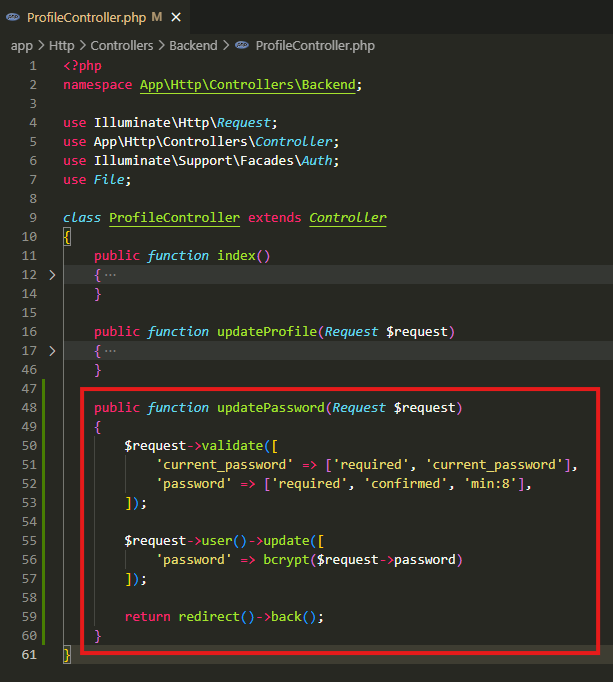 ProfileController.php M ×
app > Http > Controllers > Backend > ProfileController.php
1 <?php
2 namespace App\Http\Controllers\Backend;
3
4 use Illuminate\Http\Request;
5 use App\Http\Controllers\Controller;
6 use Illuminate\Support\Facades\Auth;
7 use File;
8
9 class ProfileController extends Controller
10 {
11     public function index()
12 >     { ···
14     }
15
16     public function updateProfile(Request $request)
17 >     { ···
46     }
47
48     public function updatePassword(Request $request)
49     {
50         $request->validate([
51             'current_password' => ['required', 'current_password'],
52             'password' => ['required', 'confirmed', 'min:8'],
53         ]);
54
55         $request->user()->update([
56             'password' => bcrypt($request->password)
57         ]);
58
59         return redirect()->back();
60     }
61 }